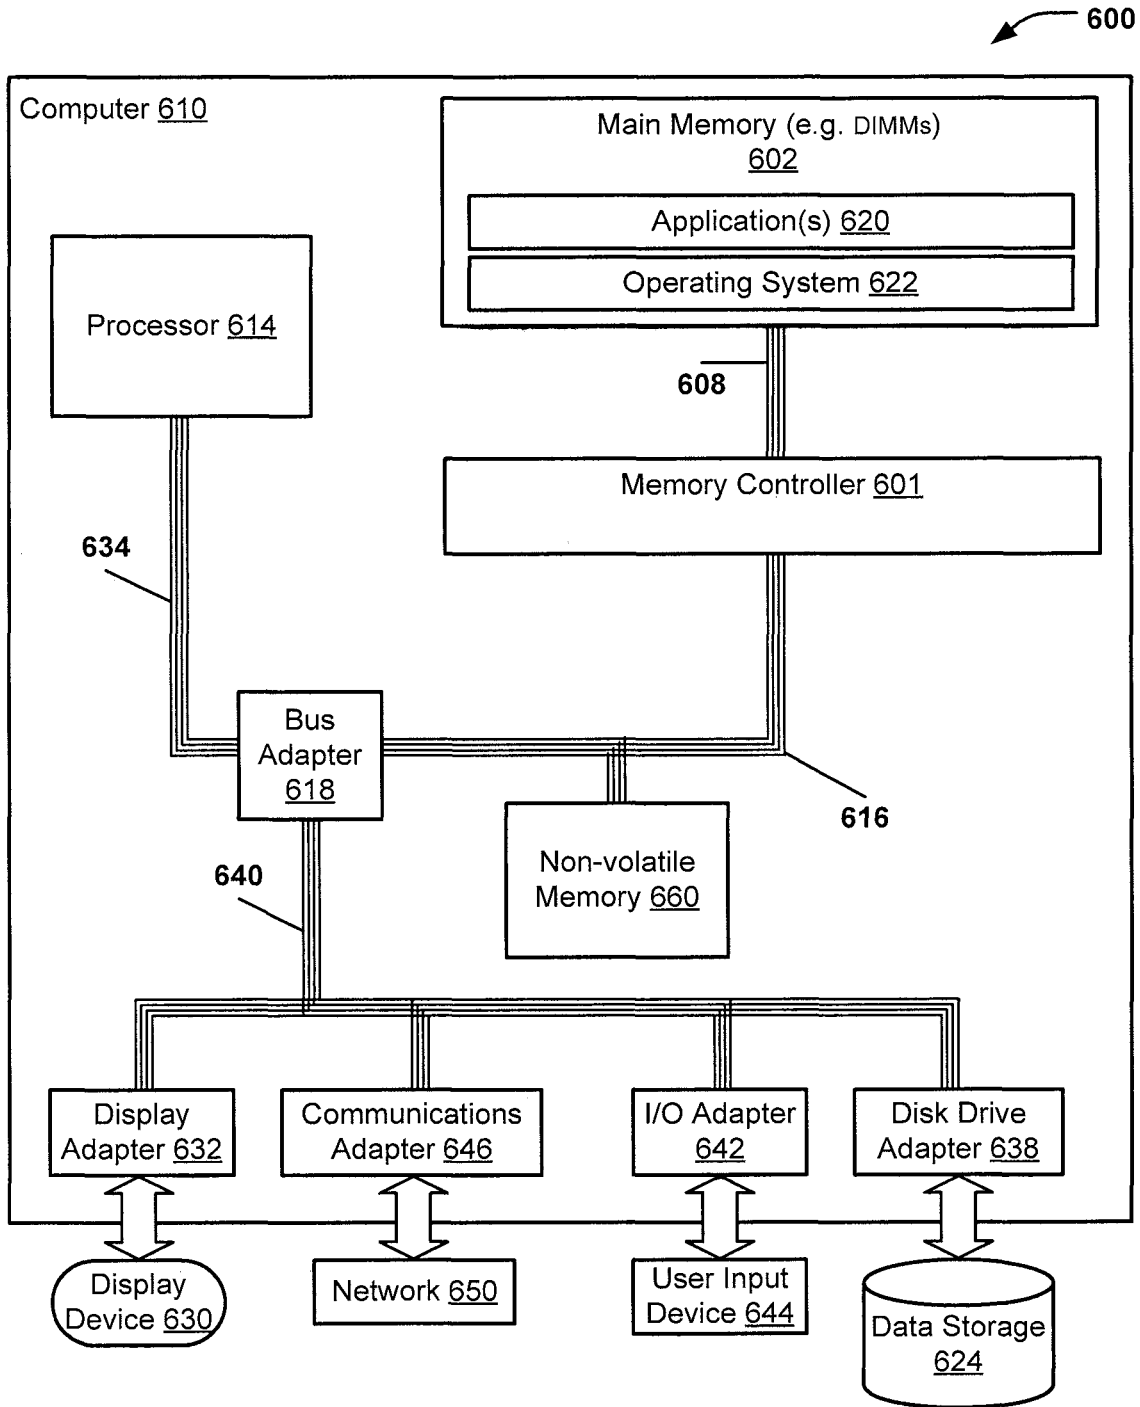 600
Computer 610
Main Memory (e.g. DIMMs)
602
Application(s) 620
Operating System 622
Processor 614
608
Memory Controller 601
634
Bus
Adapter
618
616
640
Non-volatile
Memory 660
Display
Adapter 632
Communications
Adapter 646
I/O Adapter
642
Disk Drive
Adapter 638
Display
Device 630
Network 650
User Input
Device 644
Data Storage
624